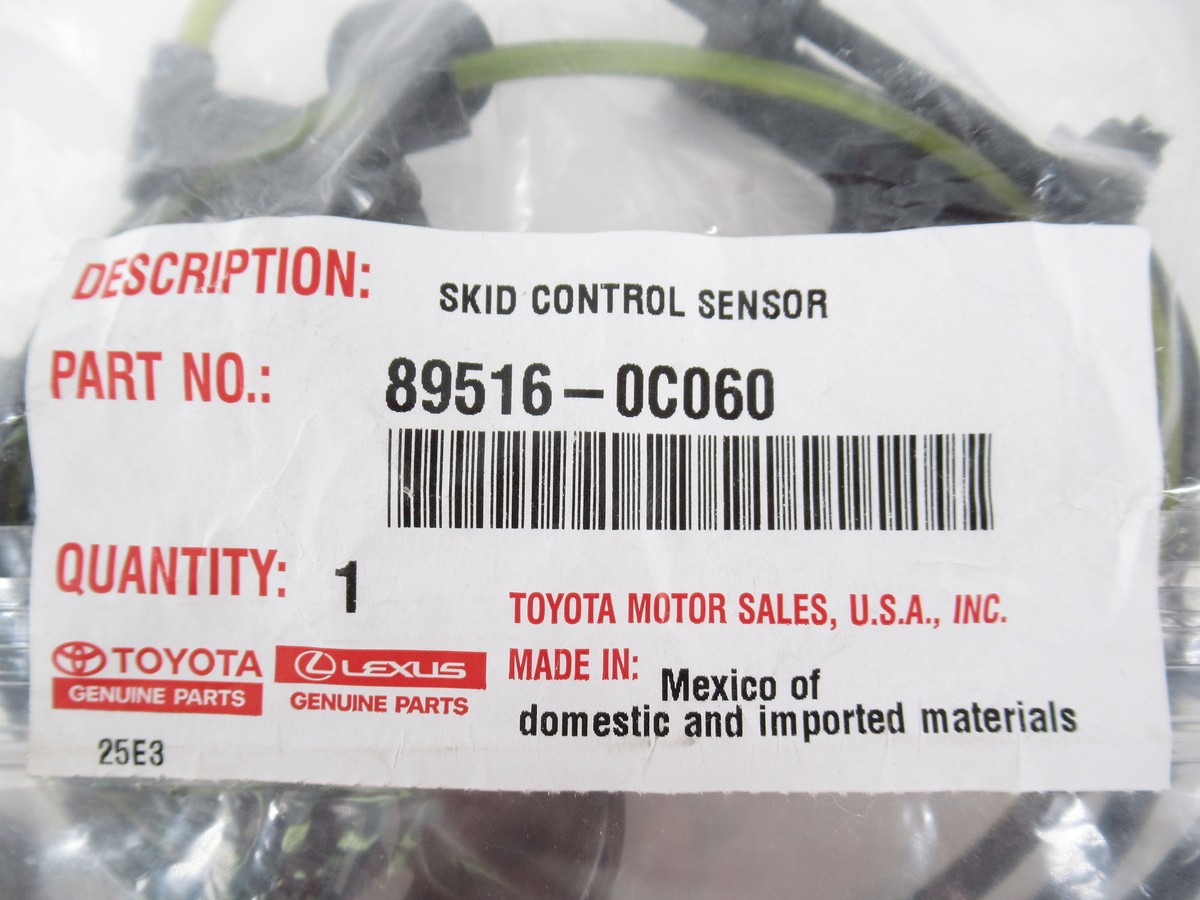 DESCRIPTION: SKID CONTROL SENSOR
PART NO.: 89516-0C060
QUANTITY: 1
TOYOTA MOTOR SALES, U.S.A., INC.
TOYOTA
GENUINE PARTS
LEXUS
GENUINE PARTS
MADE IN: Mexico of
domestic and imported materials
25E3